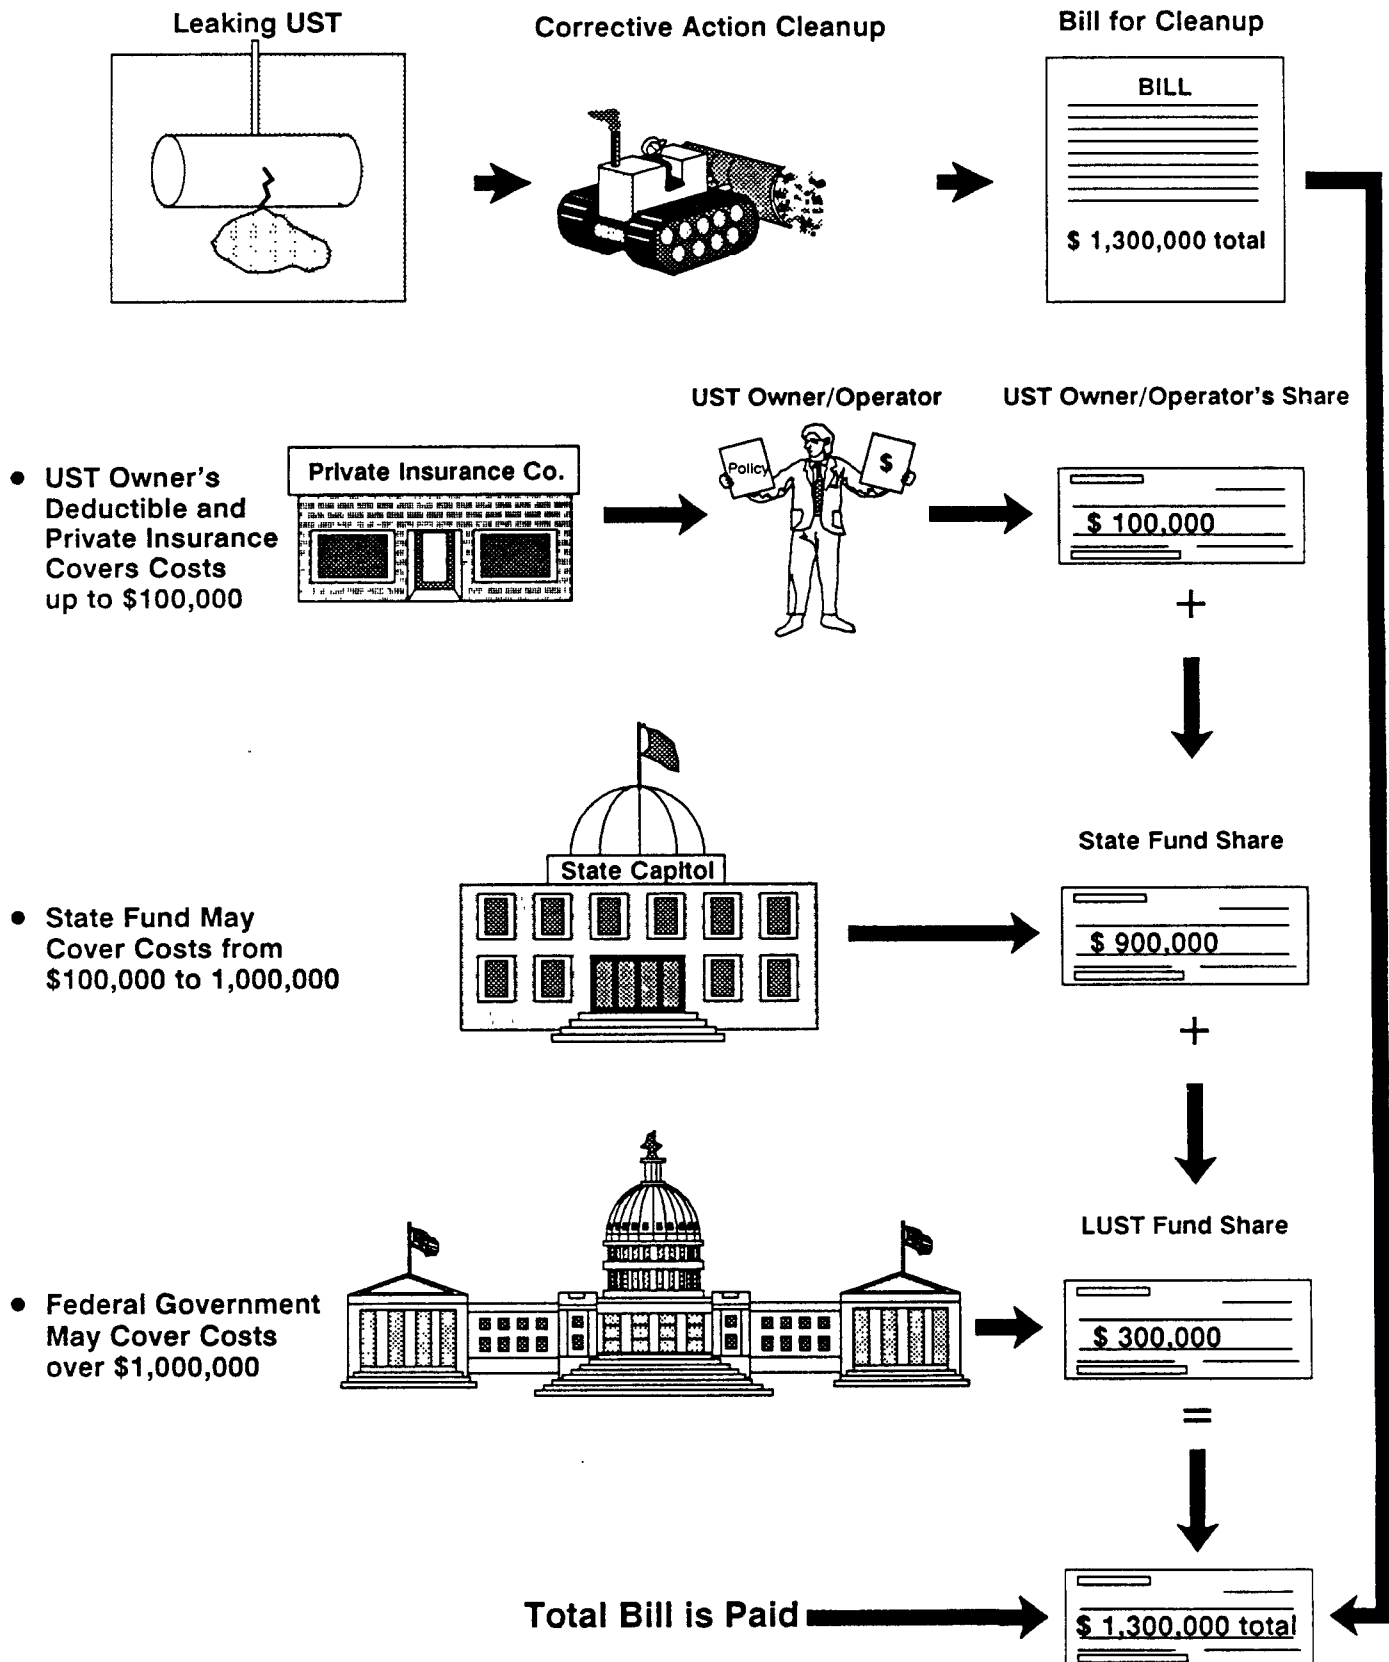 Leaking UST
Corrective Action Cleanup
Bill for Cleanup
BILL
$ 1,300,000 total
UST Owner/Operator
UST Owner/Operator's Share
• UST Owner's
Deductible and
Private Insurance
Covers Costs
up to $100,000
Private Insurance Co.
Policy
$
$ 100,000
+
State Fund Share
• State Fund May
Cover Costs from
$100,000 to 1,000,000
State Capitol
$ 900,000
+
LUST Fund Share
• Federal Government
May Cover Costs
over $1,000,000
$ 300,000
=
Total Bill is Paid
$ 1,300,000 total